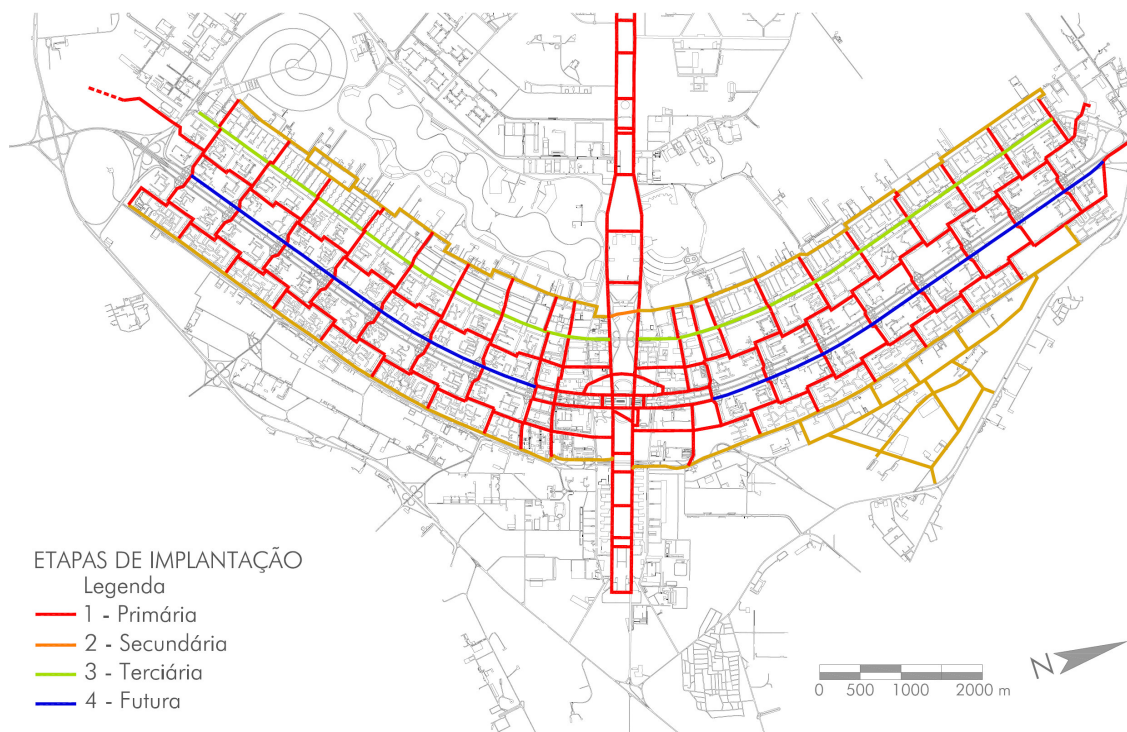 ETAPAS DE IMPLANTAÇÃO
Legenda
1 - Primária
2 - Secundária
3 - Terciária
4 - Futura
0 500 1000 2000 m
N